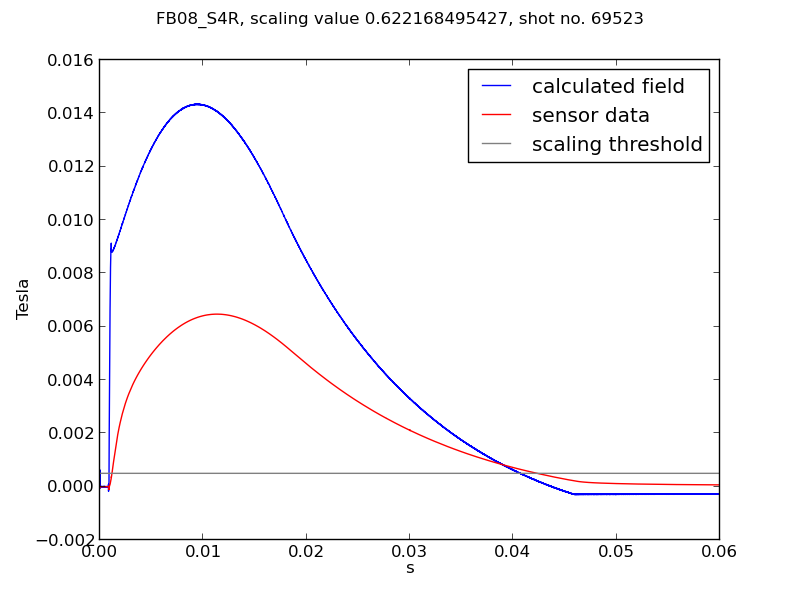 FB08_S4R, scaling value 0.622168495427, shot no. 69523
0.016
0.014
0.012
0.010
0.008
0.006
0.004
0.002
0.000
−0.002
Tesla
calculated field
sensor data
scaling threshold
0.00 0.01 0.02 0.03 0.04 0.05 0.06
s